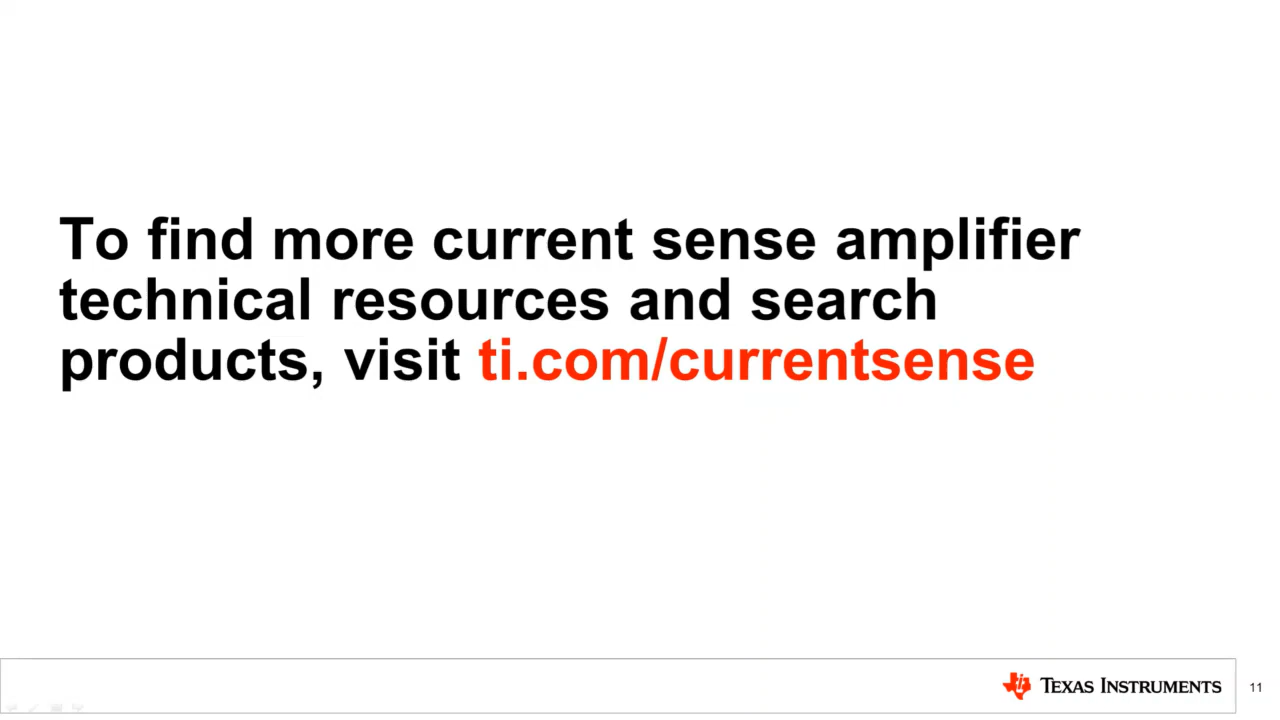 To find more current sense amplifier
technical resources and search
products, visit ti.com/currentsense
TEXAS INSTRUMENTS
11